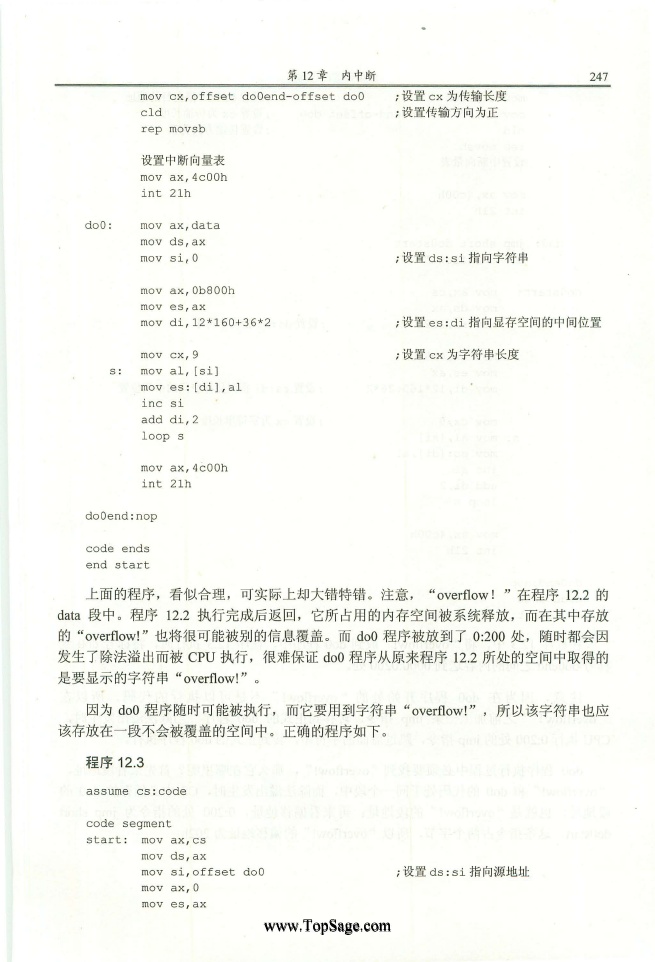 第 12 章 内中断 247
mov cx,offset do0end-offset do0 ;设置 cx 为传输长度
cld ;设置传输方向为正
rep movsb
设置中断向量表
mov ax,4c00h
int 21h
do0: mov ax,data
mov ds,ax
mov si,0 ;设置 ds:si 指向字符串
mov ax,0b800h
mov es,ax
mov di,12*160+36*2 ;设置 es:di 指向显存空间的中间位置
mov cx,9 ;设置 cx 为字符串长度
s: mov al,[si]
mov es:[di],al
inc si
add di,2
loop s
mov ax,4c00h
int 21h
do0end:nop
code ends
end start
上面的程序，看似合理，可实际上却大错特错。注意，“overflow！”在程序 12.2 的
data 段中。程序 12.2 执行完成后返回，它所占用的内存空间被系统释放，而在其中存放
的“overflow!”也将很可能被别的信息覆盖。而 do0 程序被放到了 0:200 处，随时都会因
发生了除法溢出而被 CPU 执行，很难保证 do0 程序从原来程序 12.2 所处的空间中取得的
是要显示的字符串“overflow!”。
因为 do0 程序随时可能被执行，而它要用到字符串“overflow!”，所以该字符串也应
该存放在一段不会被覆盖的空间中。正确的程序如下。
程序 12.3
assume cs:code
code segment
start: mov ax,cs
mov ds,ax
mov si,offset do0 ;设置 ds:si 指向源地址
mov ax,0
mov es,ax
www.TopSage.com